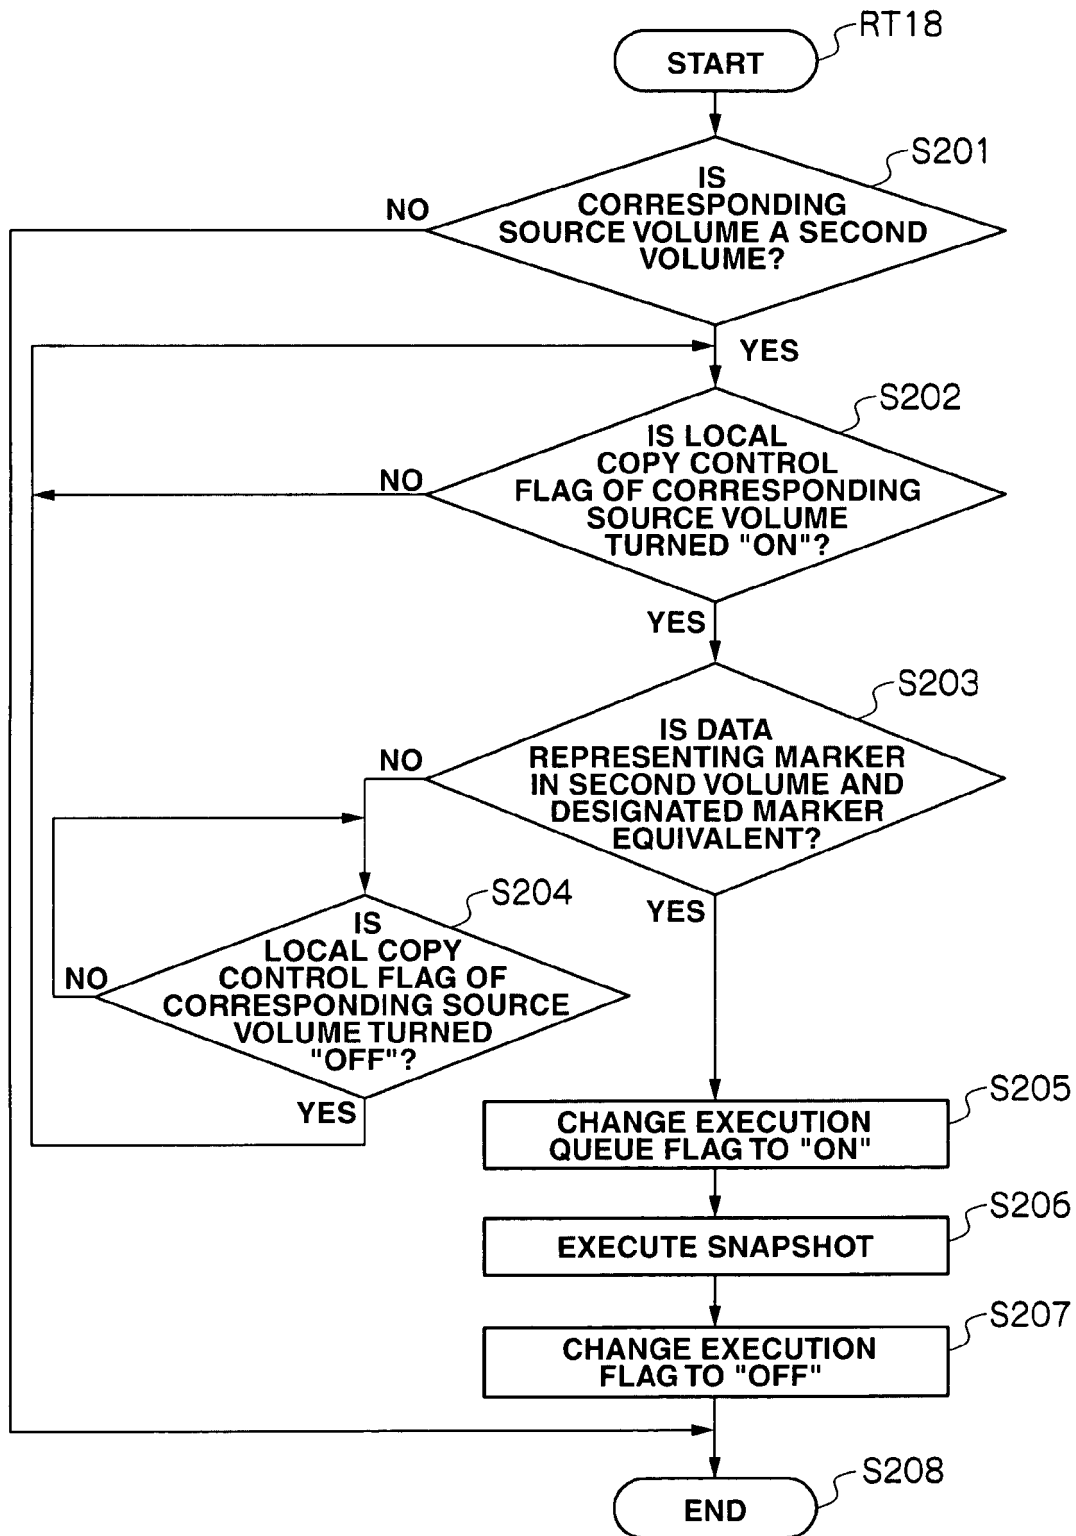 RT18
START
S201
IS
CORRESPONDING
SOURCE VOLUME A SECOND
VOLUME?
NO
YES
S202
IS LOCAL
COPY CONTROL
FLAG OF CORRESPONDING
SOURCE VOLUME
TURNED "ON"?
NO
YES
S203
IS DATA
REPRESENTING MARKER
IN SECOND VOLUME AND
DESIGNATED MARKER
EQUIVALENT?
NO
YES
S204
IS
LOCAL COPY
CONTROL FLAG OF
CORRESPONDING SOURCE
VOLUME TURNED
"OFF"?
NO
YES
S205
CHANGE EXECUTION
QUEUE FLAG TO "ON"
S206
EXECUTE SNAPSHOT
S207
CHANGE EXECUTION
FLAG TO "OFF"
S208
END